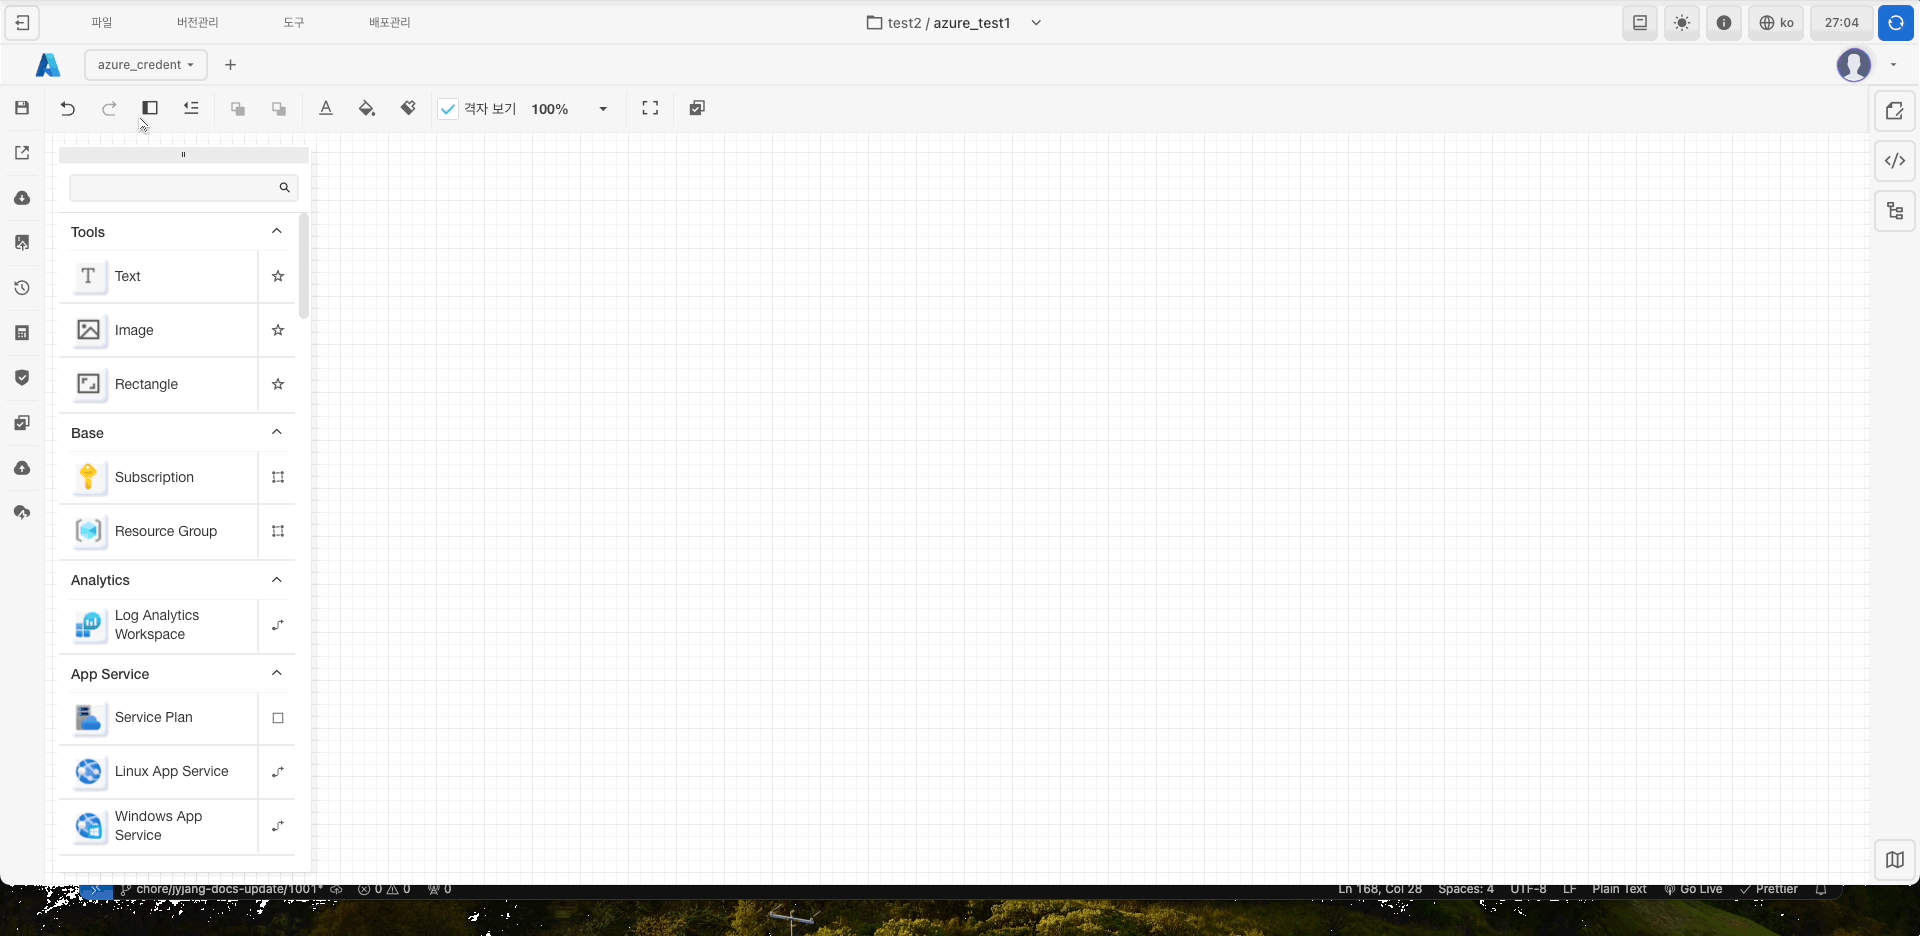 파일
버전관리
도구
배포관리
test2 / azure_test1
ko
27:04
azure_credent
격자 보기
100%
Tools
Text
Image
Rectangle
Base
Subscription
Resource Group
Analytics
Log Analytics
Workspace
App Service
Service Plan
Linux App Service
Windows App
Service
chore/jyjang-docs-update/1001*
0
0
0
Ln 168, Col 28
Spaces: 4
UTF-8
LF
Plain Text
Go Live
Prettier